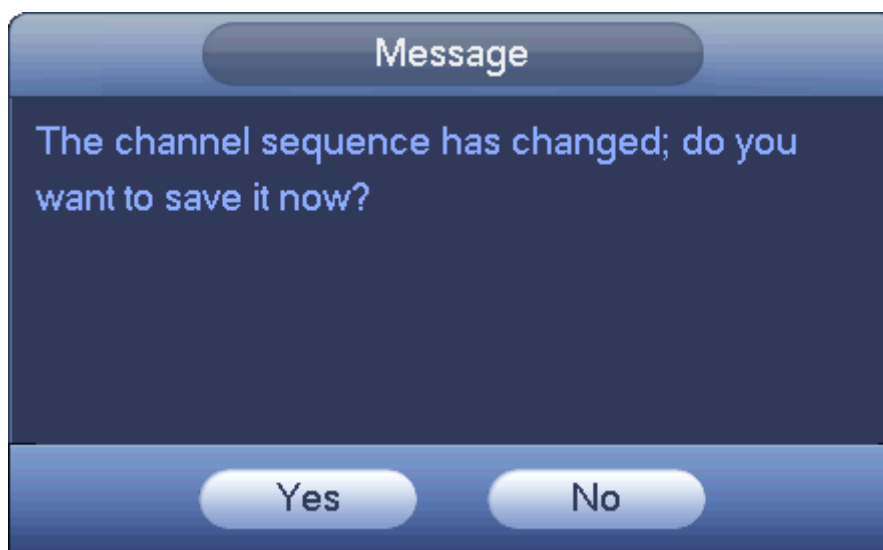 Message
The channel sequence has changed; do you
want to save it now?
Yes
No